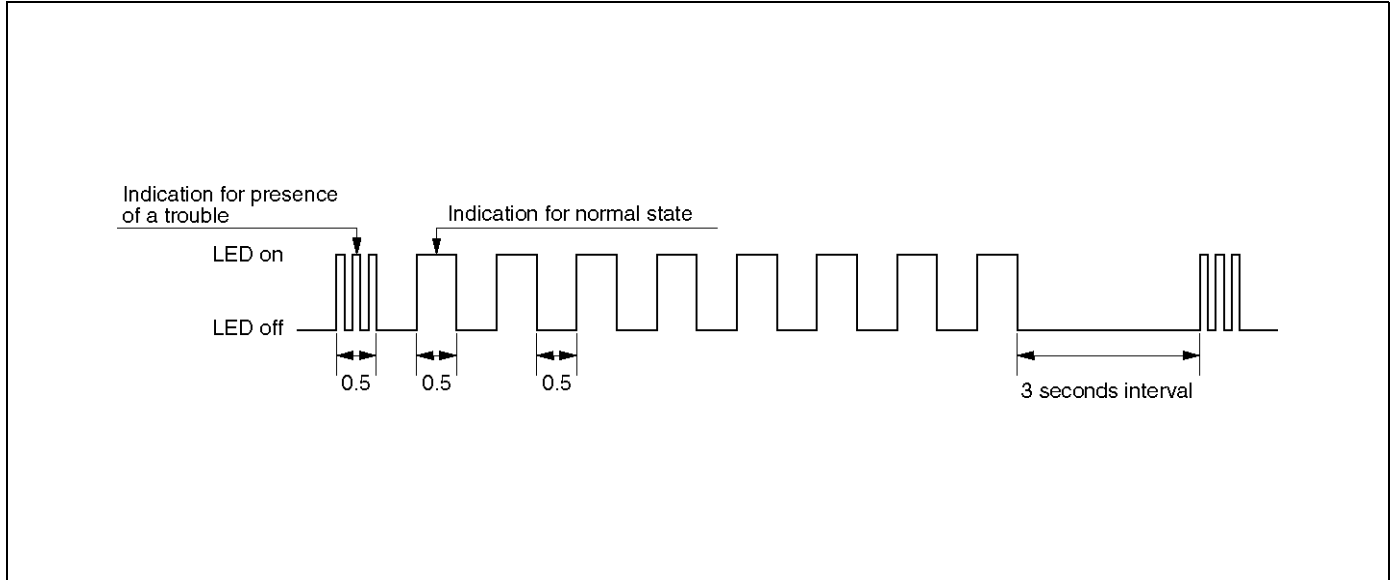 Indication for presence
of a trouble
Indication for normal state
LED on
LED off
0.5
0.5
0.5
3 seconds interval